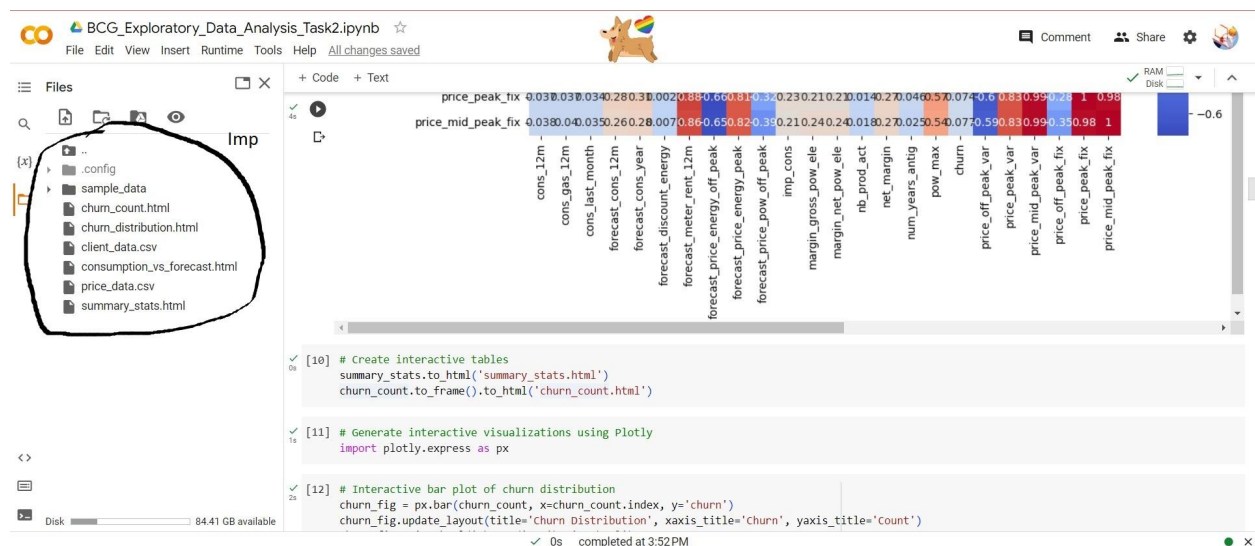 BCG_Exploratory_Data_Analysis_Task2.ipynb
File Edit View Insert Runtime Tools Help All changes saved
Comment Share
Files
+ Code + Text
RAM
Disk
Imp
{x}
..
.config
sample_data
churn_count.html
churn_distribution.html
client_data.csv
consumption_vs_forecast.html
price_data.csv
summary_stats.html
Disk 84.41 GB available
4s
price_peak_fix
price_mid_peak_fix
-0.6
cons_12m
cons_gas_12m
cons_last_month
forecast_cons_12m
forecast_cons_year
forecast_discount_energy
forecast_meter_rent_12m
forecast_price_energy_off_peak
forecast_price_energy_peak
forecast_price_pow_off_peak
imp_cons
margin_gross_pow_ele
margin_net_pow_ele
nb_prod_act
net_margin
num_years_antig
pow_max
churn
price_off_peak_var
price_peak_var
price_mid_peak_var
price_off_peak_fix
price_peak_fix
price_mid_peak_fix
[10] # Create interactive tables
0s
summary_stats.to_html('summary_stats.html')
churn_count.to_frame().to_html('churn_count.html')
[11] # Generate interactive visualizations using Plotly
1s
import plotly.express as px
[12] # Interactive bar plot of churn distribution
2s
churn_fig = px.bar(churn_count, x=churn_count.index, y='churn')
churn_fig.update_layout(title='Churn Distribution', xaxis_title='Churn', yaxis_title='Count')
0s completed at 3:52 PM